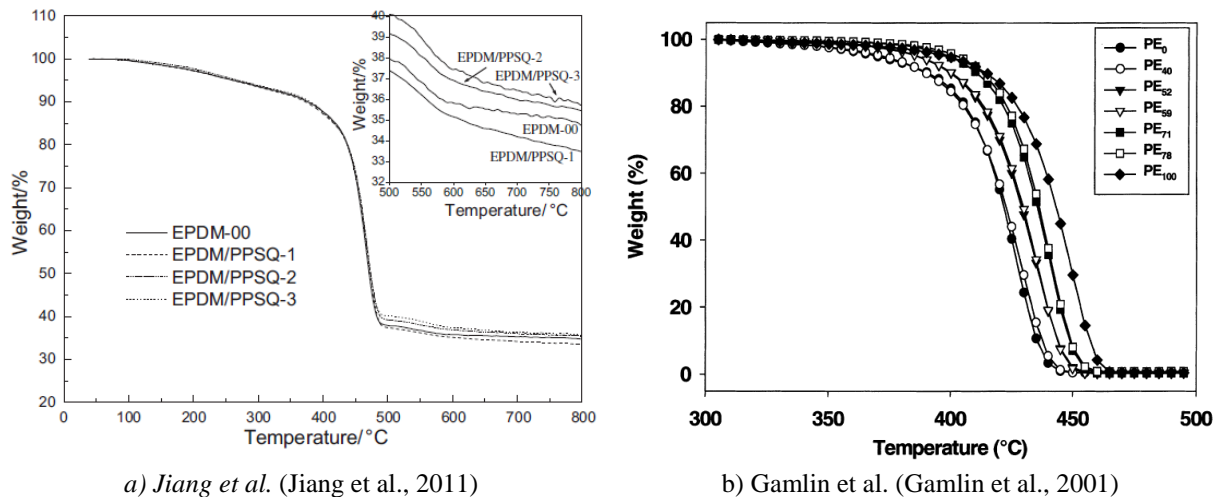 110
100
90
80
70
60
50
40
30
20
Weight/%
0
100
200
300
400
500
600
700
800
Temperature/°C
EPDM-00
EPDM/PPSQ-1
EPDM/PPSQ-2
EPDM/PPSQ-3
40
39
38
37
36
35
34
33
32
Weight/%
EPDM/PPSQ-2
EPDM/PPSQ-3
EPDM-00
EPDM/PPSQ-1
500
550
600
650
700
750
800
Temperature/°C
a) Jiang et al. (Jiang et al., 2011)
100
80
60
40
20
0
Weight (%)
300
350
400
450
500
Temperature (°C)
PE0
PE40
PE52
PE59
PE71
PE78
PE100
b) Gamlin et al. (Gamlin et al., 2001)